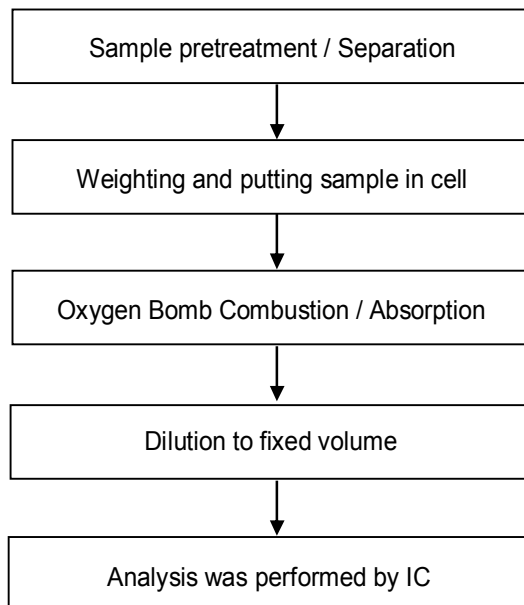 Sample pretreatment / Separation
Weighting and putting sample in cell
Oxygen Bomb Combustion / Absorption
Dilution to fixed volume
Analysis was performed by IC